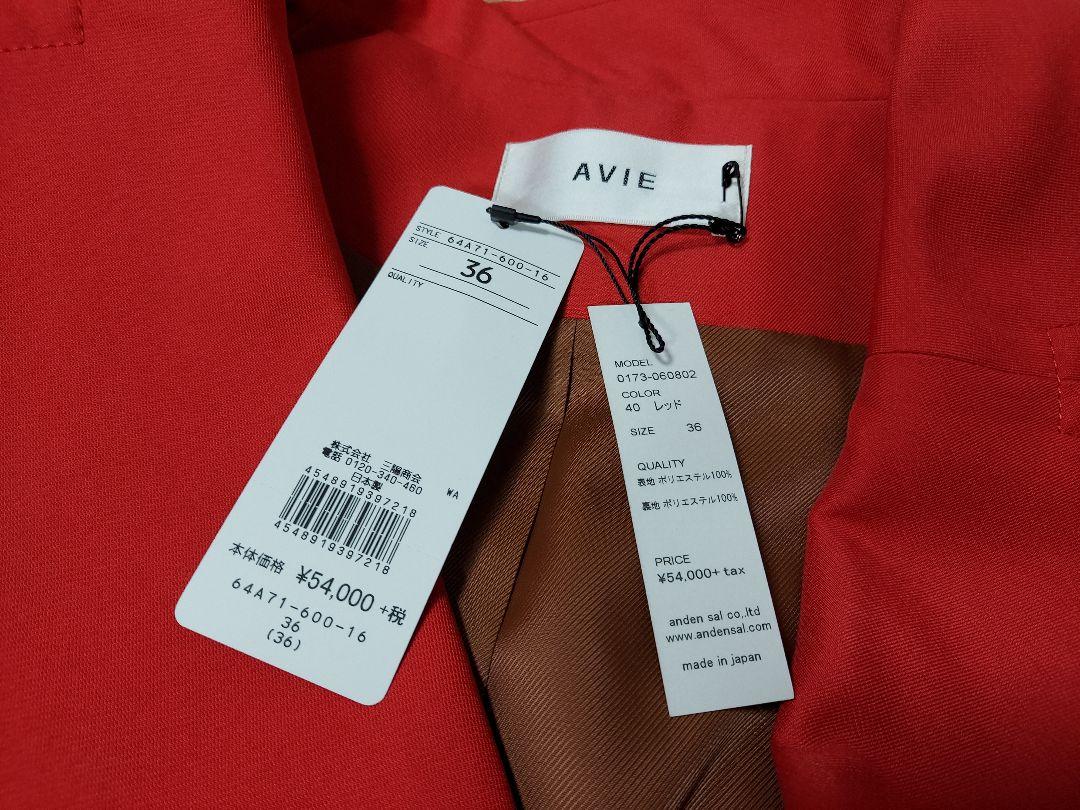 AVIE
STYLE 64A71-600-16
SIZE
36
QUALITY
株式会社 三陽商会
電話 0120-340-460
日本製
WA
4548919397218
4548919397218
本体価格 ¥54,000 +税
64A71-600-16
36
(36)
MODEL
0173-060802
COLOR
40 レッド
SIZE 36
QUALITY
表地 ポリエステル100%
裏地 ポリエステル100%
PRICE
¥54,000+ tax
anden sal co,.ltd
www.andensal.com
made in japan